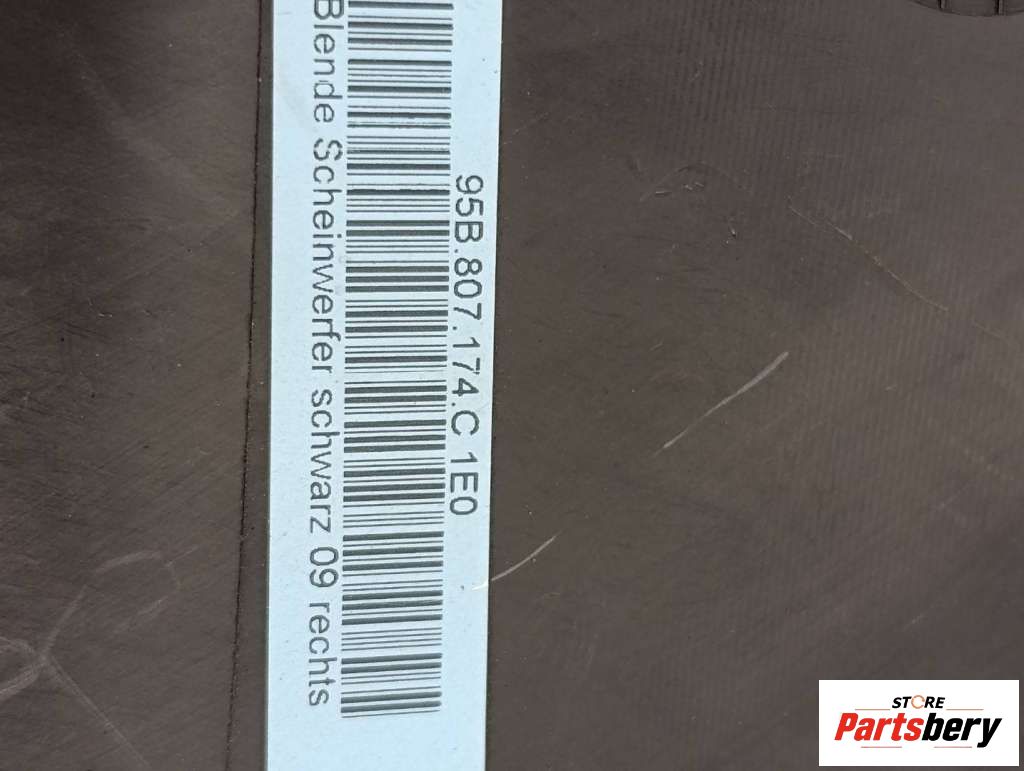 95B.807.174.C 1E0
Blende Scheinwerfer schwarz 09 rechts
STORE
Partsbery